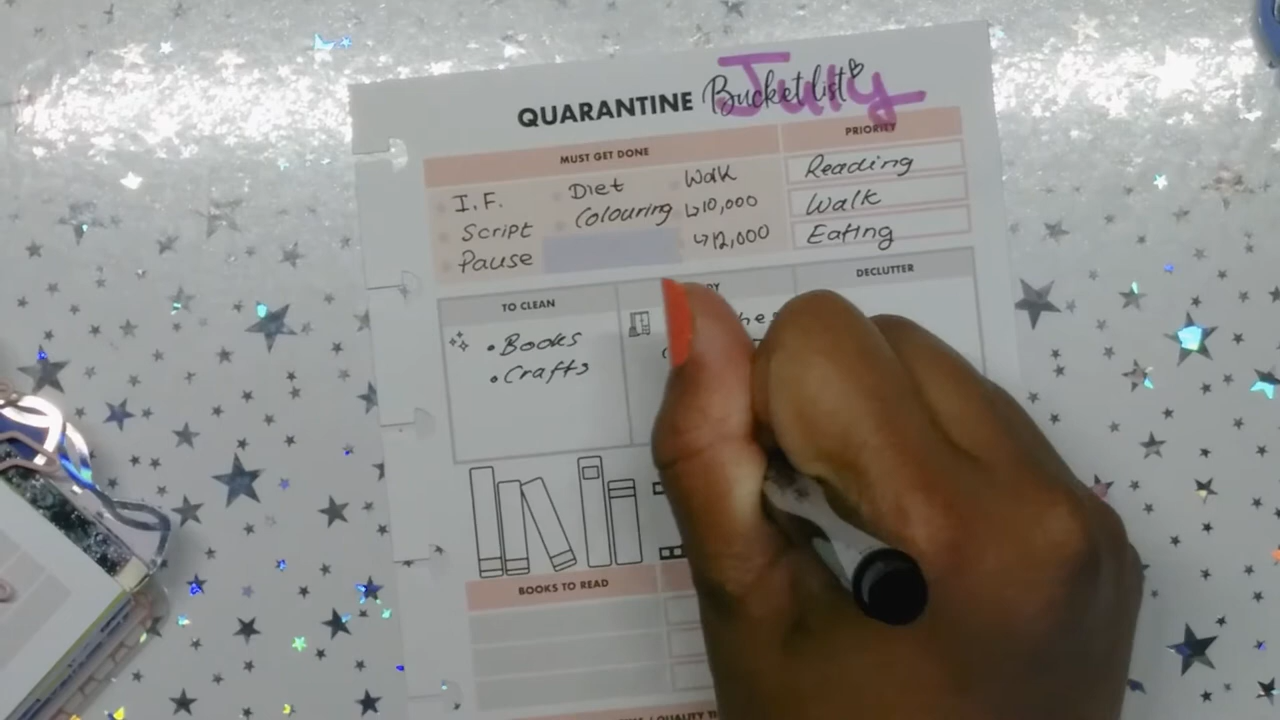 July
QUARANTINE Bucket list
MUST GET DONE
I.F. Diet Walk
Script Colouring ↳10,000
Pause ↳12,000
PRIORITY
Reading
Walk
Eating
TO CLEAN
• Books
• Crafts
DECLUTTER
BOOKS TO READ